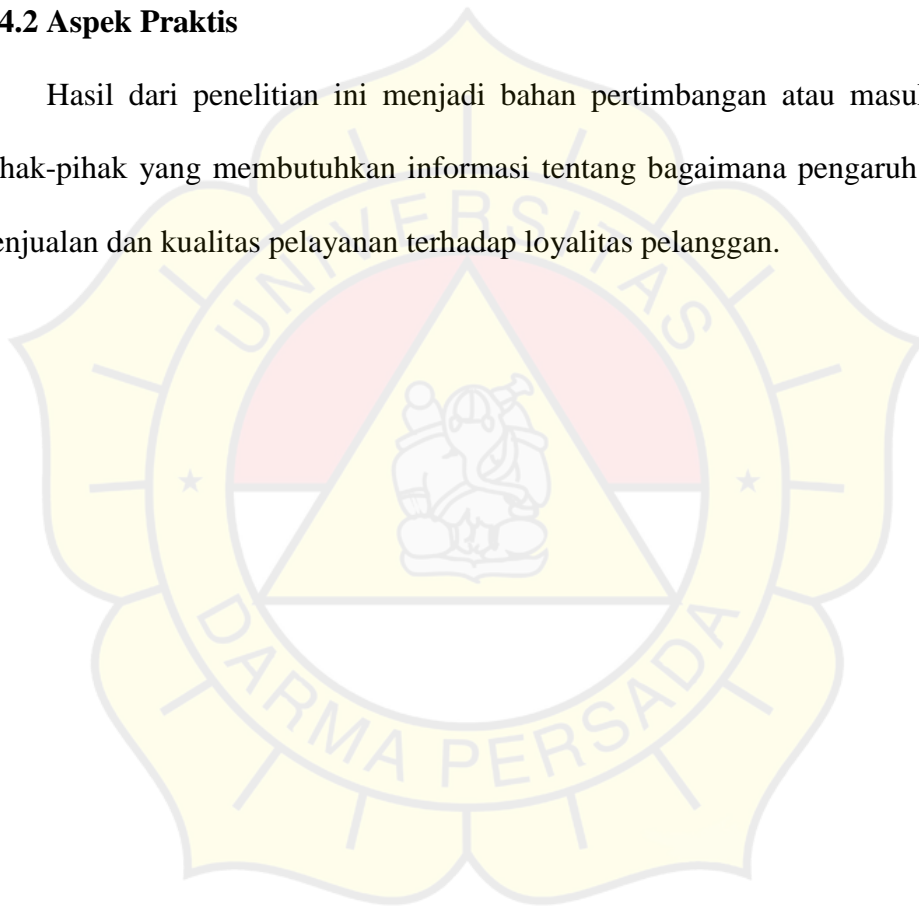 4.2 Aspek Praktis
Hasil dari penelitian ini menjadi bahan pertimbangan atau masu
hak-pihak yang membutuhkan informasi tentang bagaimana pengaruh
enjualan dan kualitas pelayanan terhadap loyalitas pelanggan.
UNIVERSITAS
DARMA PERSADA